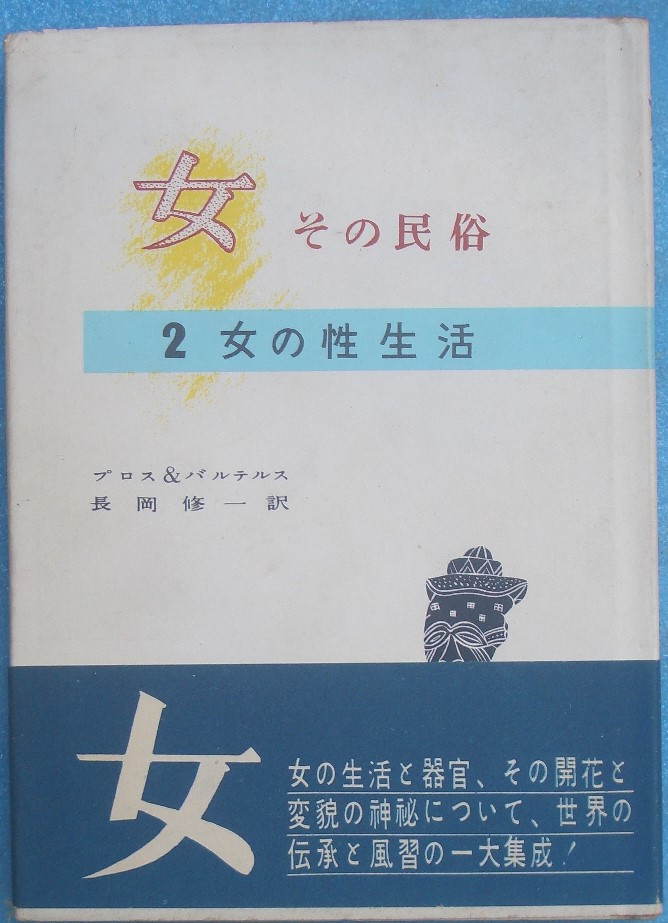 女 その民俗
2 女の性生活
プロス&バルテルス
長岡修一訳
女
女の生活と器官、その開花と
変貌の神秘について、世界の
伝承と風習の一大集成!